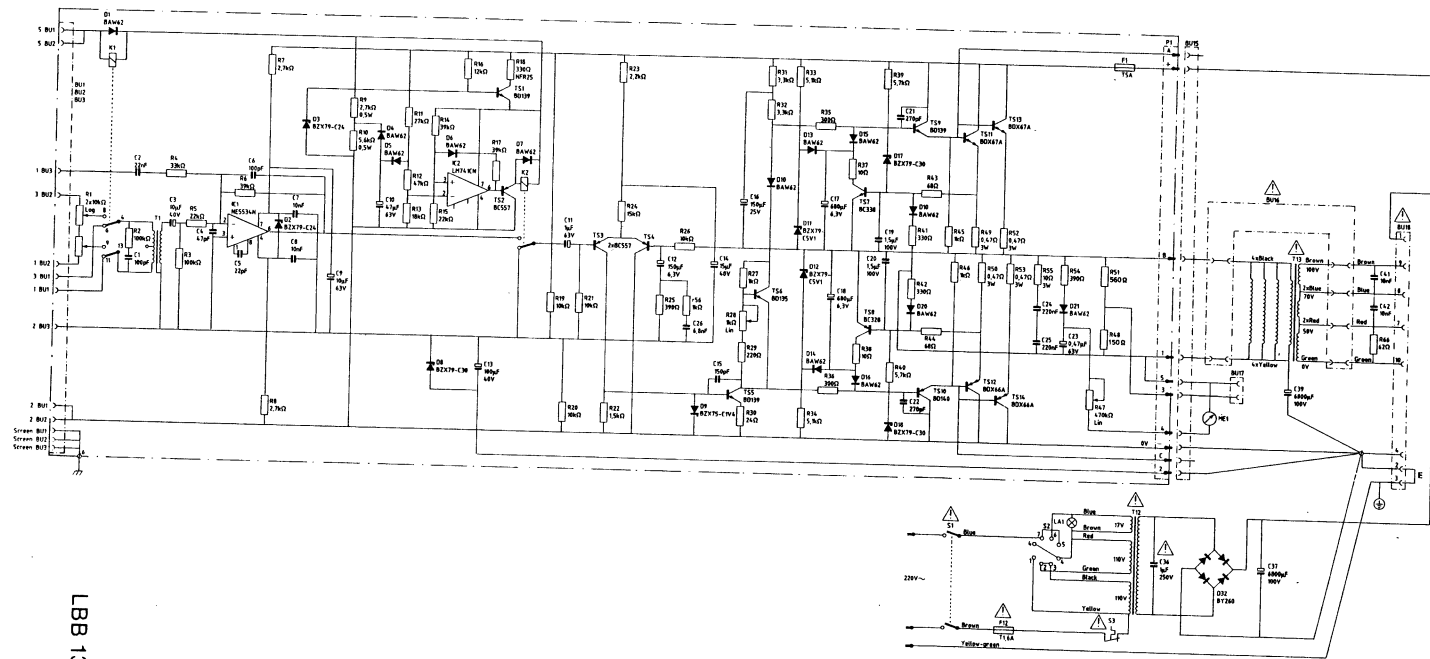 5 BU1
5 BU2
D1
BAW62
K1
BU1
BU2
BU3
1 BU3
3 BU2
1 BU2
3 BU1
1 BU1
2 BU3
2 BU1
2 BU2
Screen BU1
Screen BU2
Screen BU3
R1
2x10kΩ
Log
C2
22nF
R4
33kΩ
C6
100pF
R6
39kΩ
C3
10µF
40V
R5
22kΩ
IC1
NE5534N
C7
10nF
D2
BZX79-C24
C8
10nF
C4
47pF
C5
22pF
R2
100kΩ
C1
100pF
T1
R3
100kΩ
C9
10µF
63V
R7
2,7kΩ
R8
2,7kΩ
D3
BZX79-C24
R9
2,7kΩ
0,5W
R10
5,6kΩ
0,5W
D4
BAW62
D5
BAW62
C10
47µF
63V
R11
27kΩ
R12
47kΩ
R13
18kΩ
R14
39kΩ
R15
22kΩ
D6
BAW62
R17
39kΩ
LM741CN
R16
12kΩ
R18
330Ω
NFR25
TS1
BD139
D7
BAW62
K2
TS2
BC557
C11
1µF
63V
TS3
2xBC557
TS4
R19
10kΩ
R21
10kΩ
R20
10kΩ
R22
1,5kΩ
R23
2,2kΩ
R24
15kΩ
R26
10kΩ
C12
150µF
6,3V
R25
390Ω
r56
1kΩ
C26
6,8nF
C14
15µF
40V
D8
BZX79-C30
C13
100µF
40V
C15
150pF
D9
BZX75-C1V4
TS5
BD139
R30
24Ω
R27
1kΩ
R28
1kΩ
Lin
R29
220Ω
TS6
BD135
C16
150µF
25V
R31
3,3kΩ
R32
3,3kΩ
D10
BAW62
R33
5,1kΩ
R34
5,1kΩ
R35
300Ω
D13
BAW62
D15
BAW62
C17
680µF
6,3V
R37
10Ω
TS7
BC338
D11
BZX79-
C5V1
D12
BZX79-
C5V1
C18
680µF
6,3V
C19
1,5µF
100V
C20
1,5µF
100V
TS8
BC328
R38
10Ω
D14
BAW62
D16
BAW62
R36
390Ω
R39
5,7kΩ
R40
5,7kΩ
D17
BZX79-C30
D18
BZX79-C30
C21
270pF
C22
270pF
TS9
BD139
TS10
BD140
TS11
BDX67A
TS13
BDX67A
TS12
BDX66A
TS14
BDX66A
R43
68Ω
BAW62
R41
330Ω
R42
330Ω
D20
BAW62
R44
68Ω
R45
1kΩ
R46
1kΩ
R49
0,47Ω
3W
R52
0,47Ω
3W
R50
0,47Ω
3W
R53
0,47Ω
3W
R55
10Ω
3W
R54
390Ω
C24
220nF
C25
220nF
D21
BAW62
C23
0,47µF
63V
R51
560Ω
R48
150Ω
R47
470kΩ
Lin
F1
P1
A
+
BU15
B
5
3
4
0V
C
2
BU16
4xBlack
4xYellow
T13
Brown
100V
2xBlue
70V
2xRed
50V
Green
0V
Brown
Blue
Red
Green
C41
10nF
C42
10nF
R66
62Ω
BU17
ME1
C39
6800µF
100V
BU18
9
8
7
10
4
2
3
E
S1
Blue
220V~
S2
LA1
Blue
Brown
17V
Red
110V
Green
Black
110V
Yellow
T12
C36
1µF
250V
D32
BY260
C37
6800µF
100V
Brown
F12
T1,6A
S3
Yellow-green